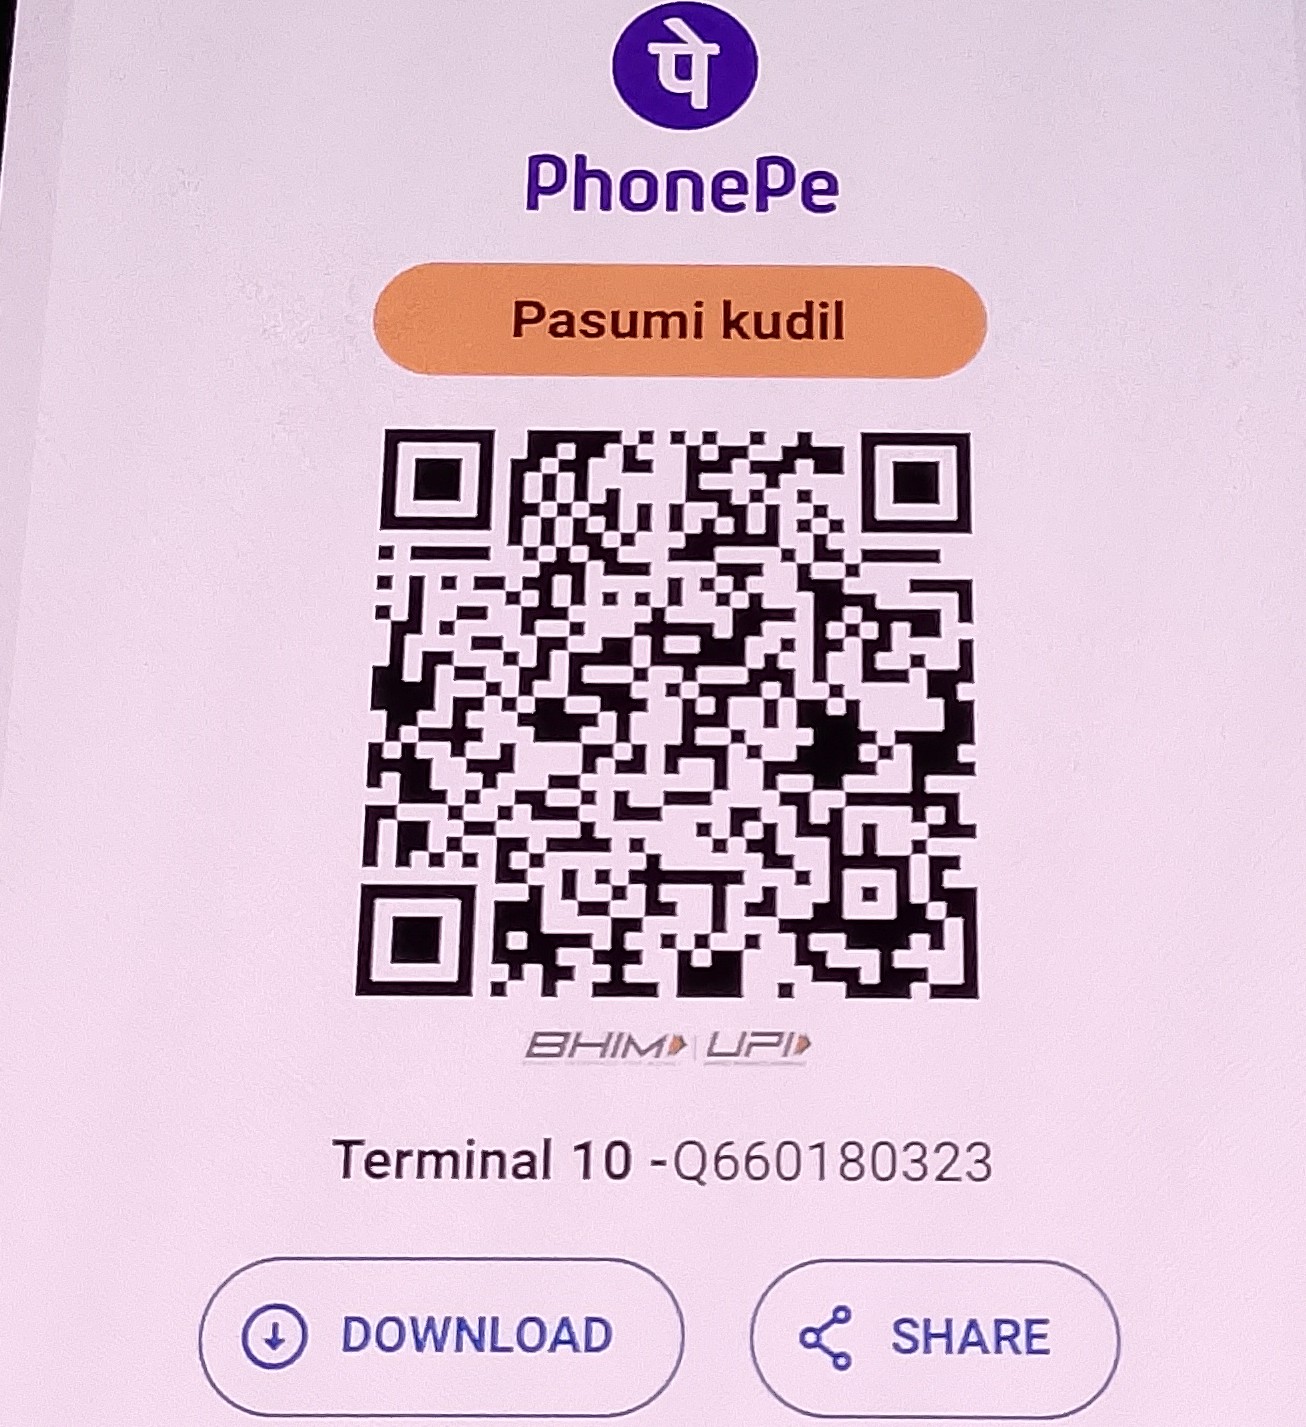 पे
PhonePe
Pasumi kudil
BHIM UPI
Terminal 10 -Q660180323
DOWNLOAD
SHARE